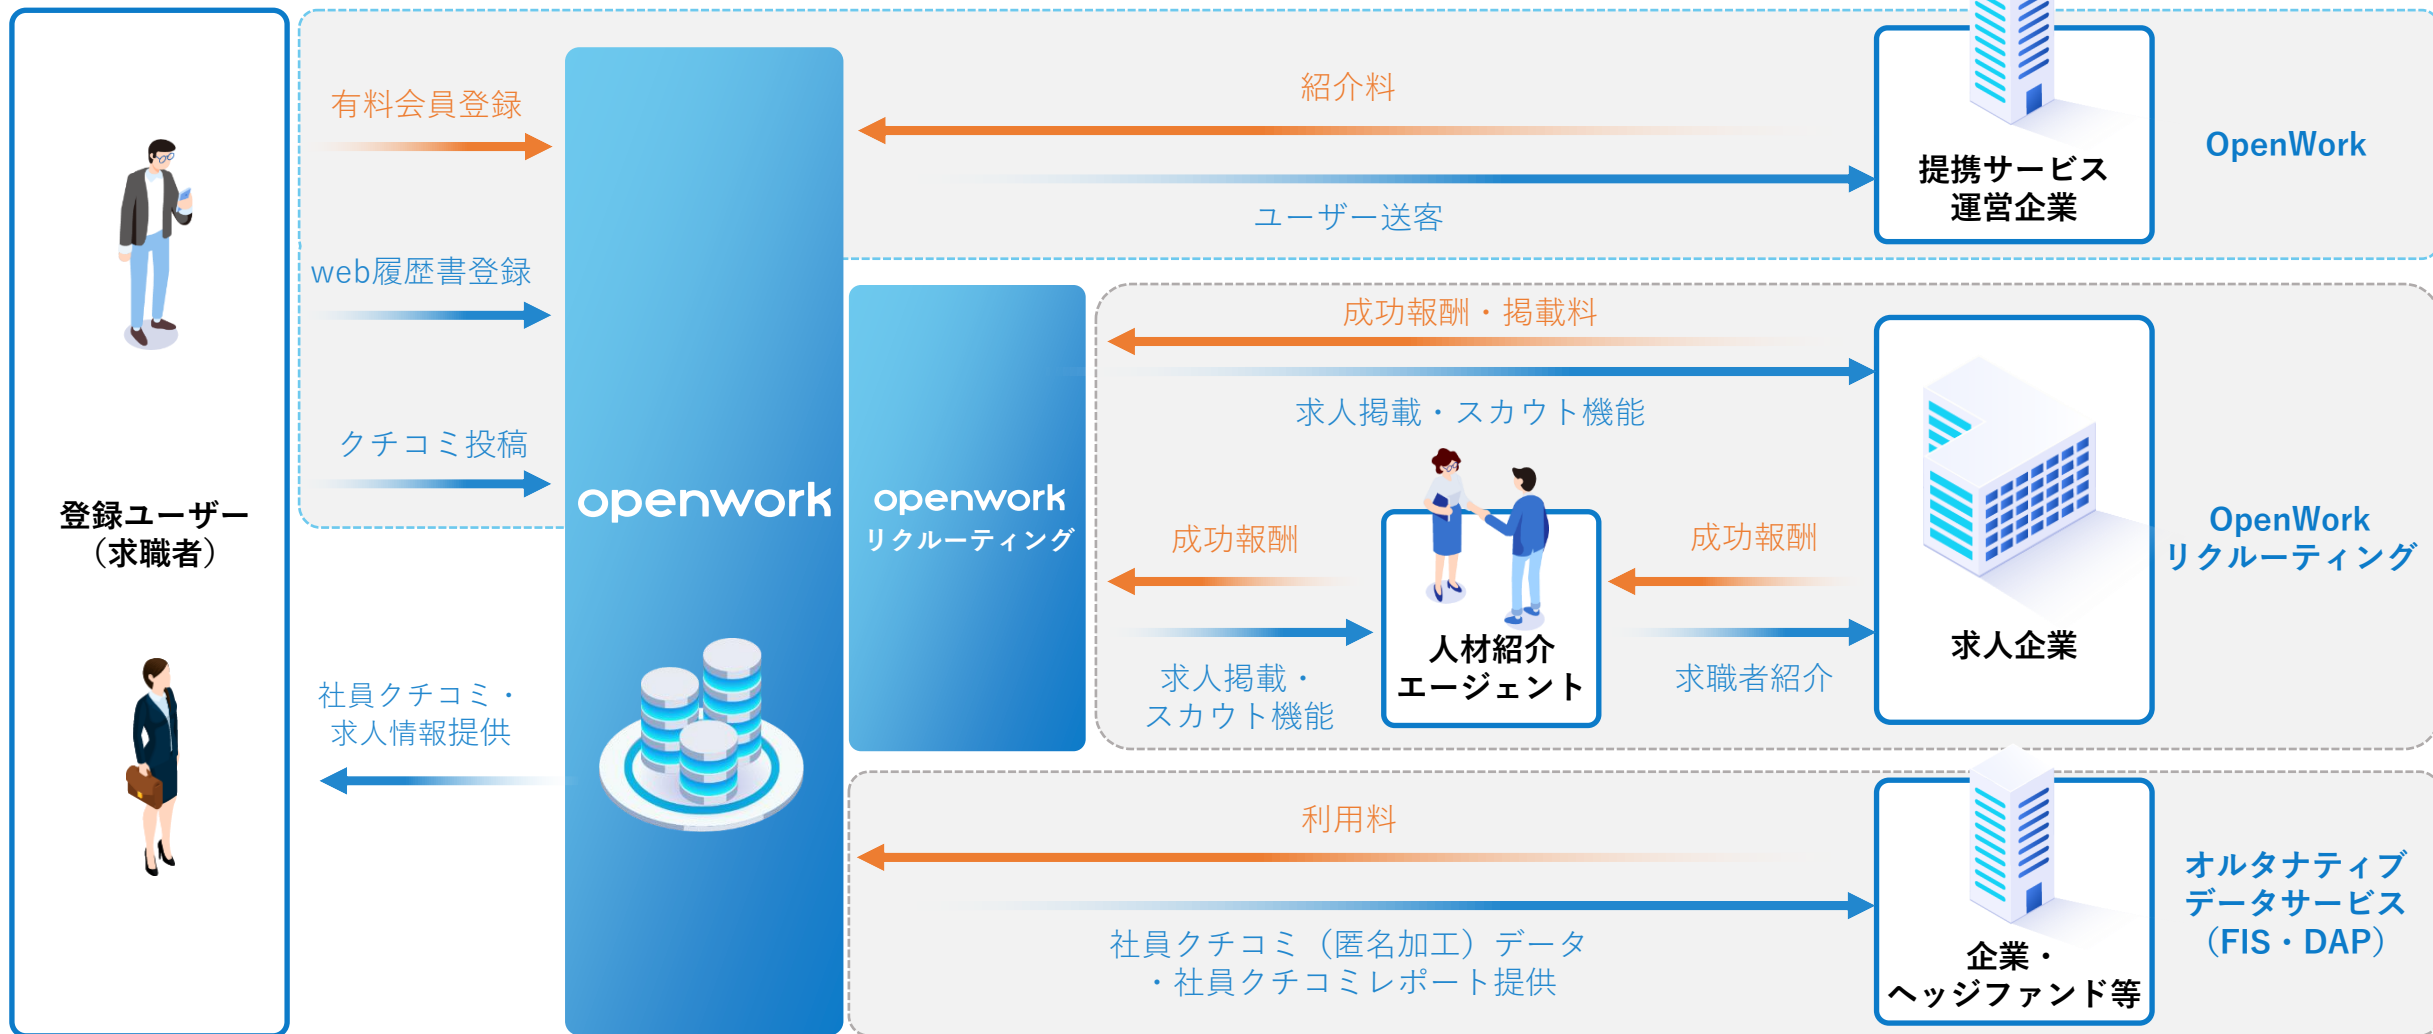 登録ユーザー
（求職者）
有料会員登録
web履歴書登録
クチコミ投稿
社員クチコミ・
求人情報提供
openwork
紹介料
ユーザー送客
提携サービス
運営企業
OpenWork
openwork
リクルーティング
成功報酬・掲載料
求人掲載・スカウト機能
成功報酬
求人掲載・
スカウト機能
人材紹介
エージェント
成功報酬
求職者紹介
求人企業
OpenWork
リクルーティング
利用料
社員クチコミ（匿名加工）データ
・社員クチコミレポート提供
企業・
ヘッジファンド等
オルタナティブ
データサービス
（FIS・DAP）